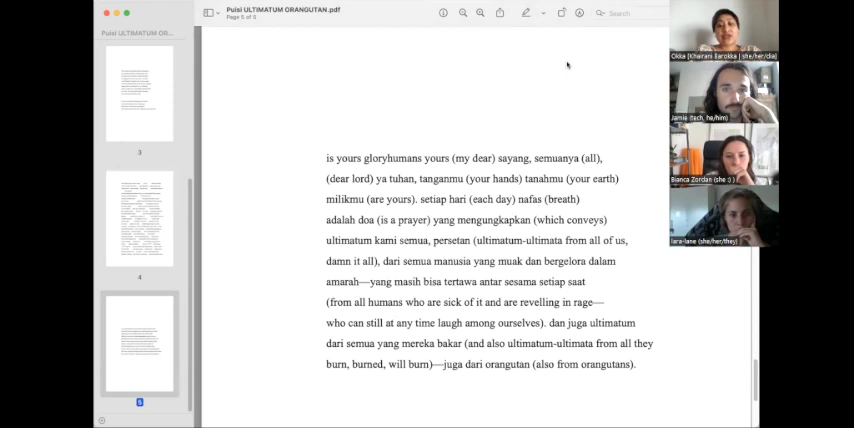 Puisi ULTIMATUM ORANGUTAN.pdf
Page 5 of 5
Search
Puisi ULTIMATUM OR...
3
4
5
is yours gloryhumans yours (my dear) sayang, semuanya (all),
(dear lord) ya tuhan, tanganmu (your hands) tanahmu (your earth)
milikmu (are yours). setiap hari (each day) nafas (breath)
adalah doa (is a prayer) yang mengungkapkan (which conveys)
ultimatum kami semua, persetan (ultimatum-ultimata from all of us,
damn it all), dari semua manusia yang muak dan bergelora dalam
amarah—yang masih bisa tertawa antar sesama setiap saat
(from all humans who are sick of it and are revelling in rage—
who can still at any time laugh among ourselves). dan juga ultimatum
dari semua yang mereka bakar (and also ultimatum-ultimata from all they
burn, burned, will burn)—juga dari orangutan (also from orangutans).
Okka [Khairani Barokka | she/her/dia]
Jamie (tech, he/him)
Bianca Zordan (she :) )
lara-lane (she/her/they)